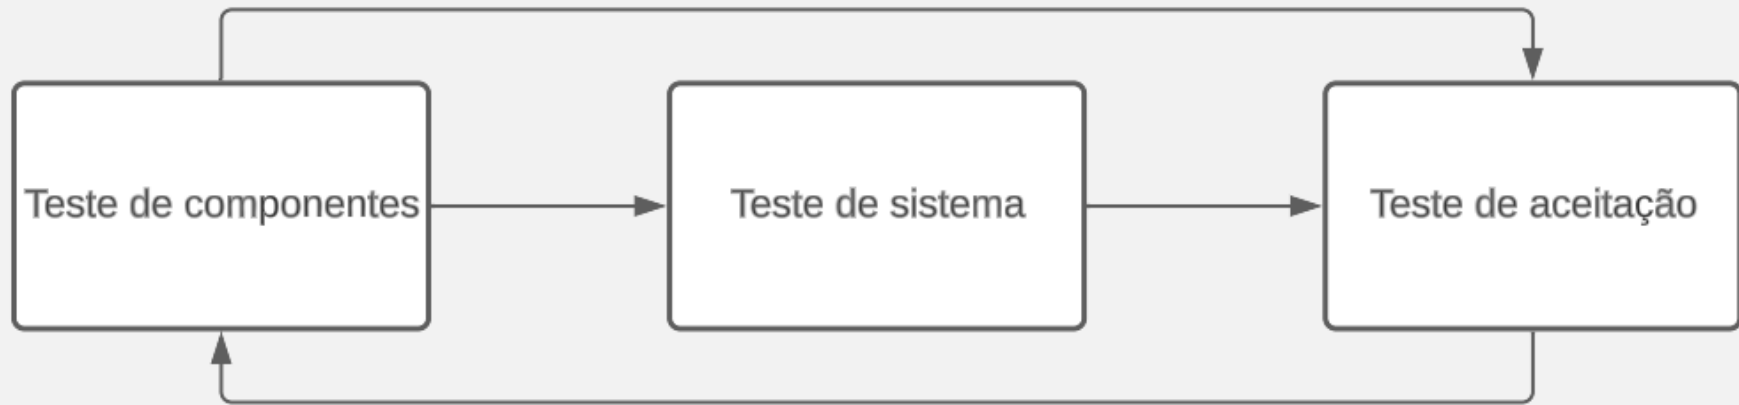 Teste de componentes
Teste de sistema
Teste de aceitação